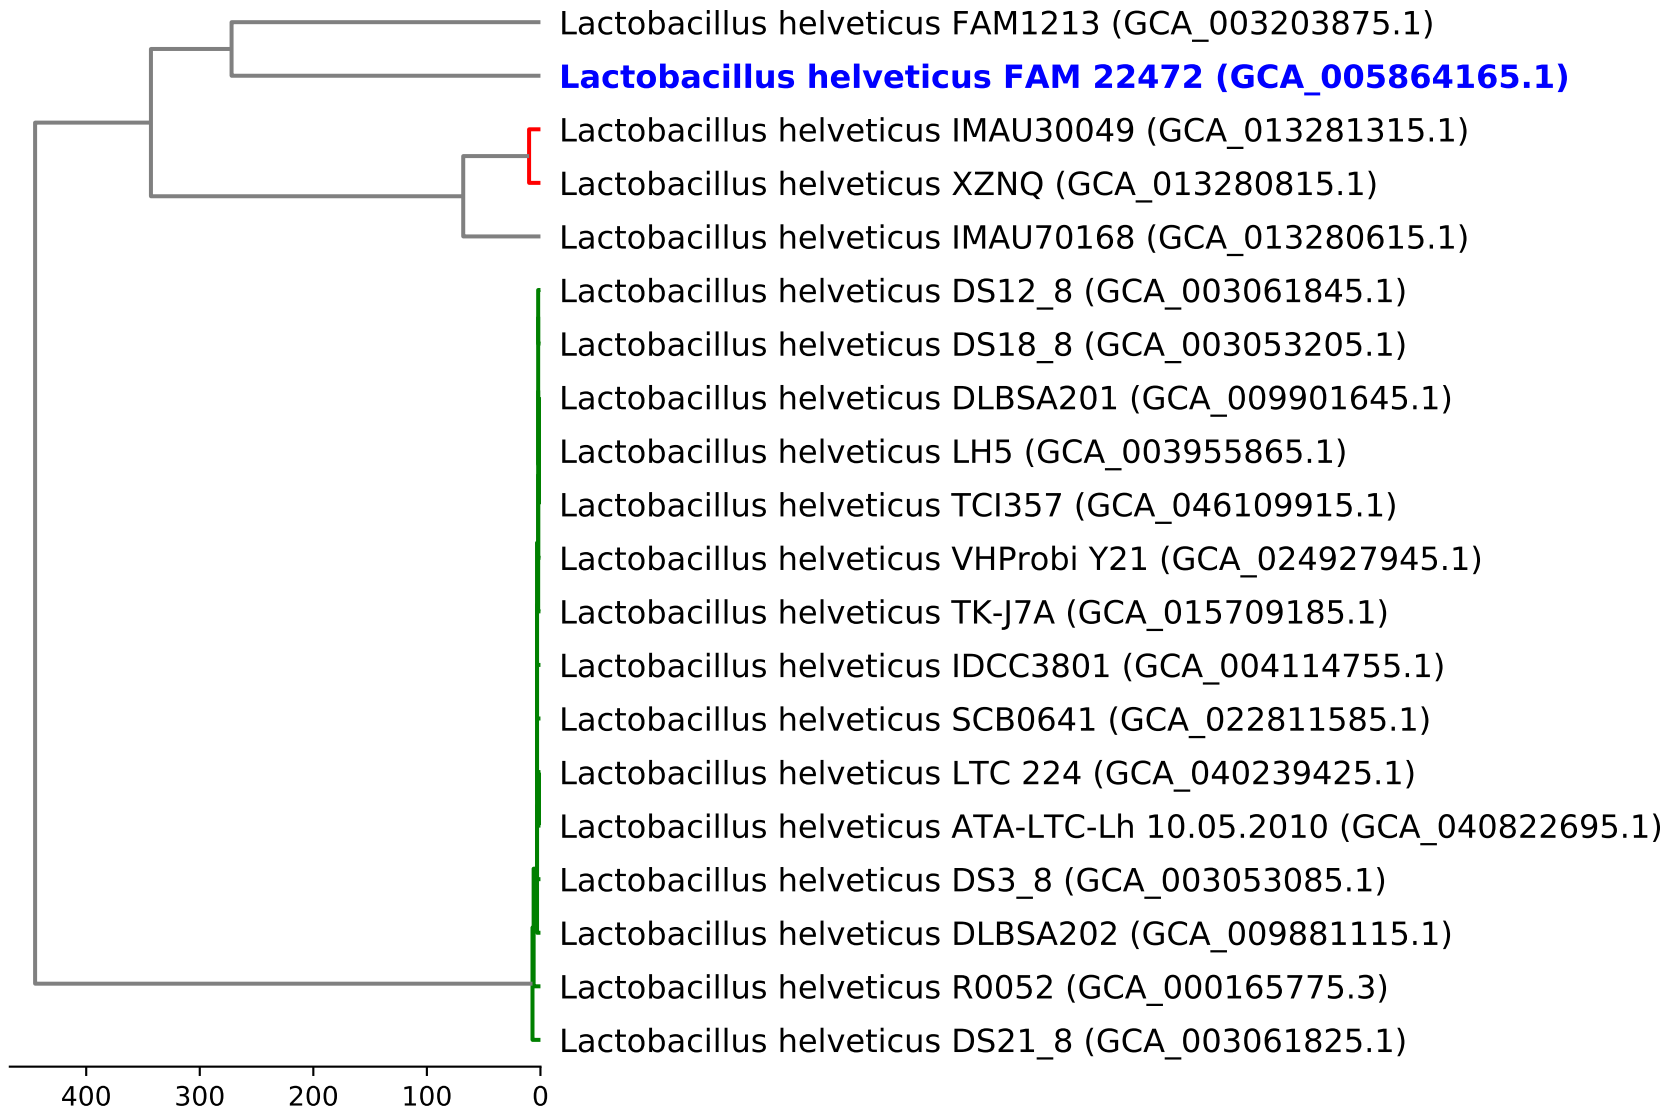 Lactobacillus helveticus FAM1213 (GCA_003203875.1)
Lactobacillus helveticus FAM 22472 (GCA_005864165.1)
Lactobacillus helveticus IMAU30049 (GCA_013281315.1)
Lactobacillus helveticus XZNQ (GCA_013280815.1)
Lactobacillus helveticus IMAU70168 (GCA_013280615.1)
Lactobacillus helveticus DS12_8 (GCA_003061845.1)
Lactobacillus helveticus DS18_8 (GCA_003053205.1)
Lactobacillus helveticus DLBSA201 (GCA_009901645.1)
Lactobacillus helveticus LH5 (GCA_003955865.1)
Lactobacillus helveticus TCI357 (GCA_046109915.1)
Lactobacillus helveticus VHProbi Y21 (GCA_024927945.1)
Lactobacillus helveticus TK-J7A (GCA_015709185.1)
Lactobacillus helveticus IDCC3801 (GCA_004114755.1)
Lactobacillus helveticus SCB0641 (GCA_022811585.1)
Lactobacillus helveticus LTC 224 (GCA_040239425.1)
Lactobacillus helveticus ATA-LTC-Lh 10.05.2010 (GCA_040822695.1)
Lactobacillus helveticus DS3_8 (GCA_003053085.1)
Lactobacillus helveticus DLBSA202 (GCA_009881115.1)
Lactobacillus helveticus R0052 (GCA_000165775.3)
Lactobacillus helveticus DS21_8 (GCA_003061825.1)
400 300 200 100 0